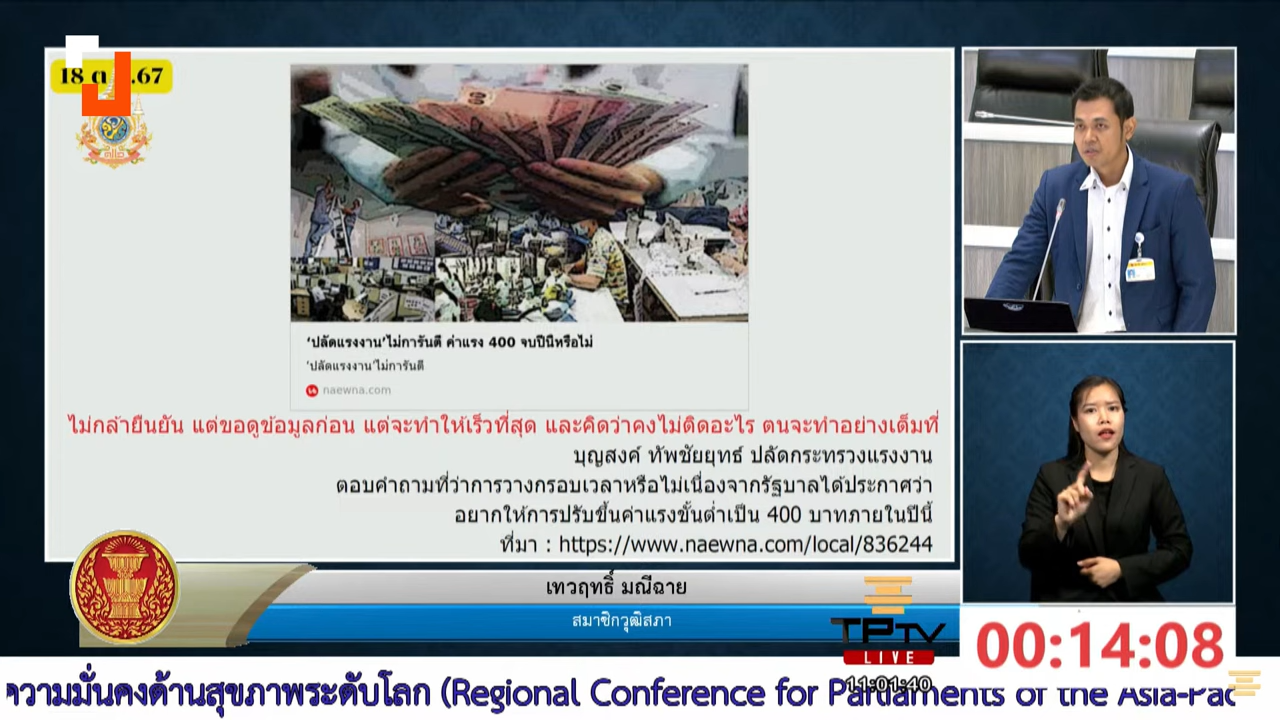 18 ต.ค.67
'ปลัดแรงงาน'ไม่การันตี ค่าแรง 400 จบปีนี้หรือไม่
'ปลัดแรงงาน'ไม่การันตี
naewna.com
ไม่กล้ายืนยัน แต่ขอดูข้อมูลก่อน แต่จะทำให้เร็วที่สุด และคิดว่าคงไม่ติดอะไร ตนจะทำอย่างเต็มที่
บุญสงค์ ทัพชัยยุทธ์ ปลัดกระทรวงแรงงาน
ตอบคำถามที่ว่าการวางกรอบเวลาหรือไม่เนื่องจากรัฐบาลได้ประกาศว่า
อยากให้การปรับขึ้นค่าแรงขั้นต่ำเป็น 400 บาทภายในปีนี้
ที่มา : https://www.naewna.com/local/836244
เทวฤทธิ์ มณีฉาย
สมาชิกวุฒิสภา
TPTV
LIVE
00:14:08
11:01:40
ความมั่นคงด้านสุขภาพระดับโลก (Regional Conference for Parliaments of the Asia-Pac